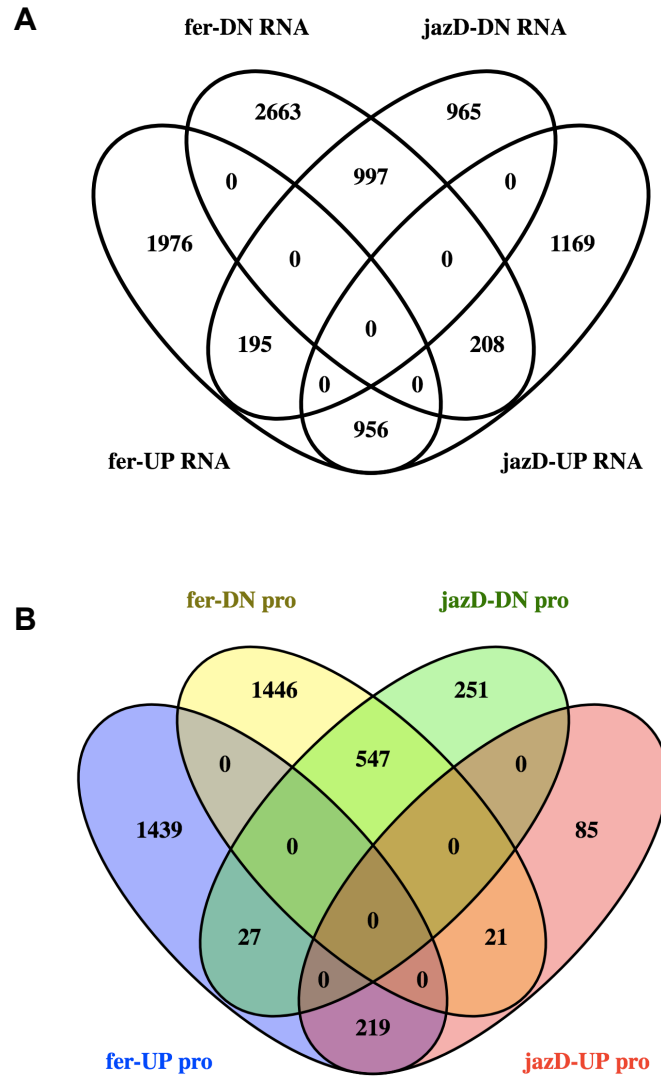 A
fer-DN RNA jazD-DN RNA
2663 965
0 997 0
1976 1169
0 0
0
195 208
0 0
956
fer-UP RNA jazD-UP RNA
B
fer-DN pro jazD-DN pro
1446 251
0 547 0
1439 85
0 0
0
27 21
0 0
219
fer-UP pro jazD-UP pro